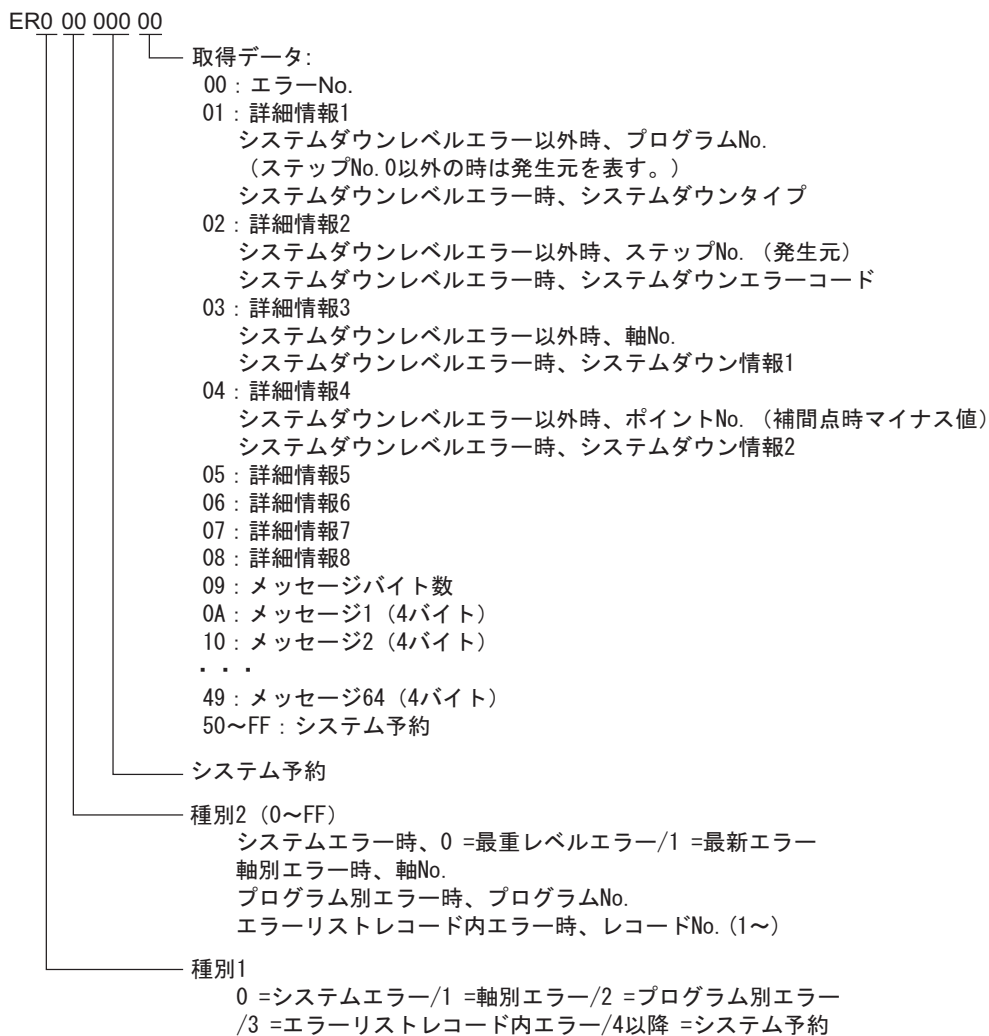 ER0 00 000 00
取得データ:
00：エラーNo.
01：詳細情報1
システムダウンレベルエラー以外時、プログラムNo.
（ステップNo.0以外の時は発生元を表す。）
システムダウンレベルエラー時、システムダウンタイプ
02：詳細情報2
システムダウンレベルエラー以外時、ステップNo.（発生元）
システムダウンレベルエラー時、システムダウンエラーコード
03：詳細情報3
システムダウンレベルエラー以外時、軸No.
システムダウンレベルエラー時、システムダウン情報1
04：詳細情報4
システムダウンレベルエラー以外時、ポイントNo.（補間点時マイナス値）
システムダウンレベルエラー時、システムダウン情報2
05：詳細情報5
06：詳細情報6
07：詳細情報7
08：詳細情報8
09：メッセージバイト数
0A：メッセージ1（4バイト）
10：メッセージ2（4バイト）
・・・
49：メッセージ64（4バイト）
50～FF：システム予約
システム予約
種別2（0～FF）
システムエラー時、0 =最重レベルエラー/1 =最新エラー
軸別エラー時、軸No.
プログラム別エラー時、プログラムNo.
エラーリストレコード内エラー時、レコードNo.(1～)
種別1
0 =システムエラー/1 =軸別エラー/2 =プログラム別エラー
/3 =エラーリストレコード内エラー/4以降 =システム予約